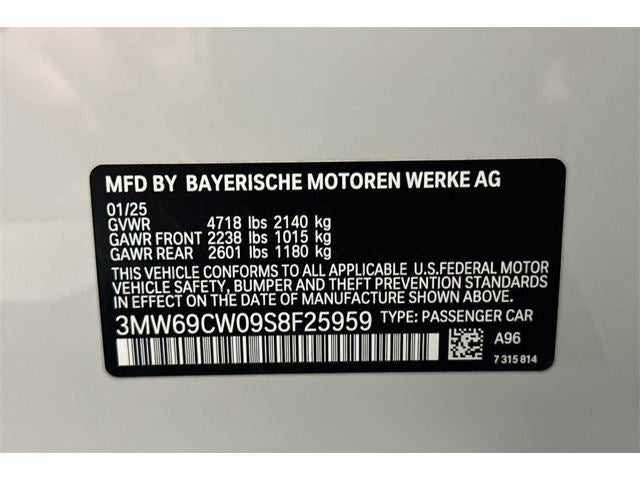 MFD BY BAYERISCHE MOTOREN WERKE AG
01/25
GVWR 4718 lbs 2140 kg
GAWR FRONT 2238 lbs 1015 kg
GAWR REAR 2601 lbs 1180 kg
THIS VEHICLE CONFORMS TO ALL APPLICABLE U.S.FEDERAL MOTOR
VEHICLE SAFETY, BUMPER AND THEFT PREVENTION STANDARDS
IN EFFECT ON THE DATE OF MANUFACTURE SHOWN ABOVE.
3MW69CW09S8F25959 TYPE: PASSENGER CAR
A96
7 315 814